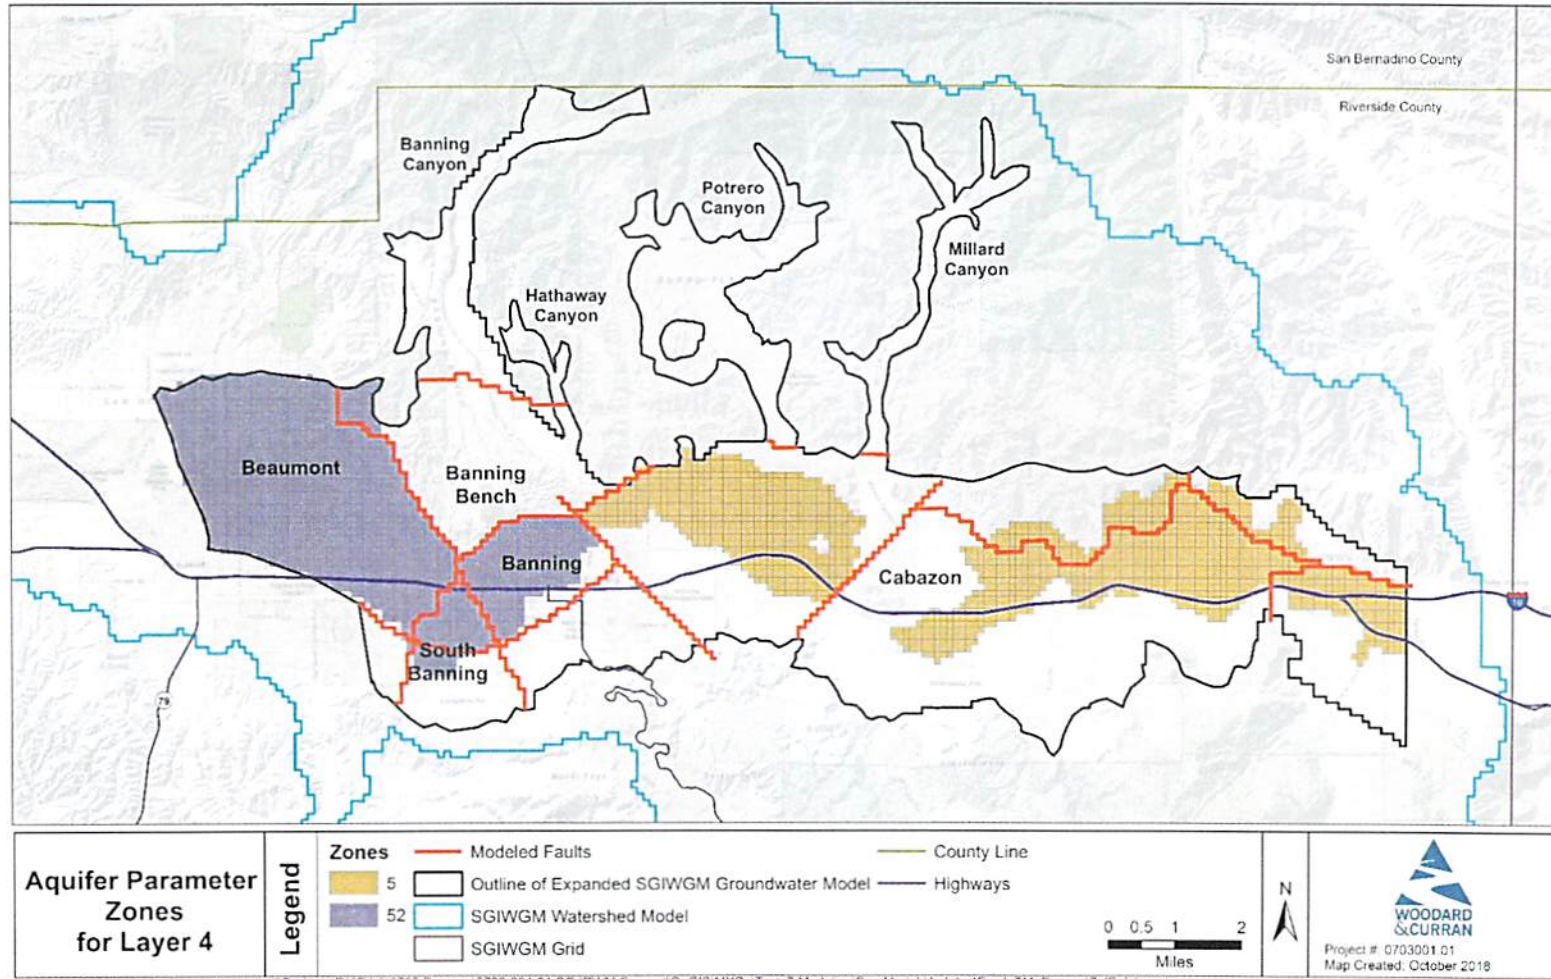 San Bernadino County
Riverside County
Banning
Canyon
Potrero
Canyon
Millard
Canyon
Hathaway
Canyon
Beaumont
Banning
Bench
Banning
Cabazon
South
Banning
79
10
Aquifer Parameter
Zones
for Layer 4
Legend
Zones
5
52
Modeled Faults
Outline of Expanded SGIWGM Groundwater Model
SGIWGM Watershed Model
SGIWGM Grid
County Line
Highways
0 0.5 1 2
Miles
N
WOODARD
&CURRAN
Project #: 0703001.01
Map Created: October 2018